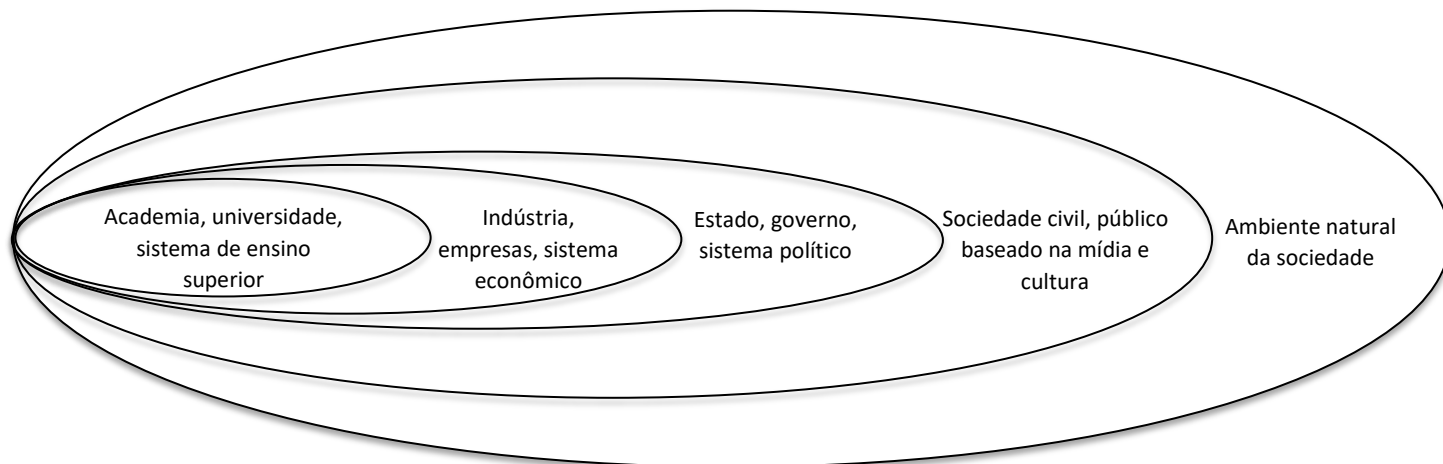 Academia, universidade,
sistema de ensino
superior
Indústria,
empresas, sistema
econômico
Estado, governo,
sistema político
Sociedade civil, público
baseado na mídia e
cultura
Ambiente natural
da sociedade